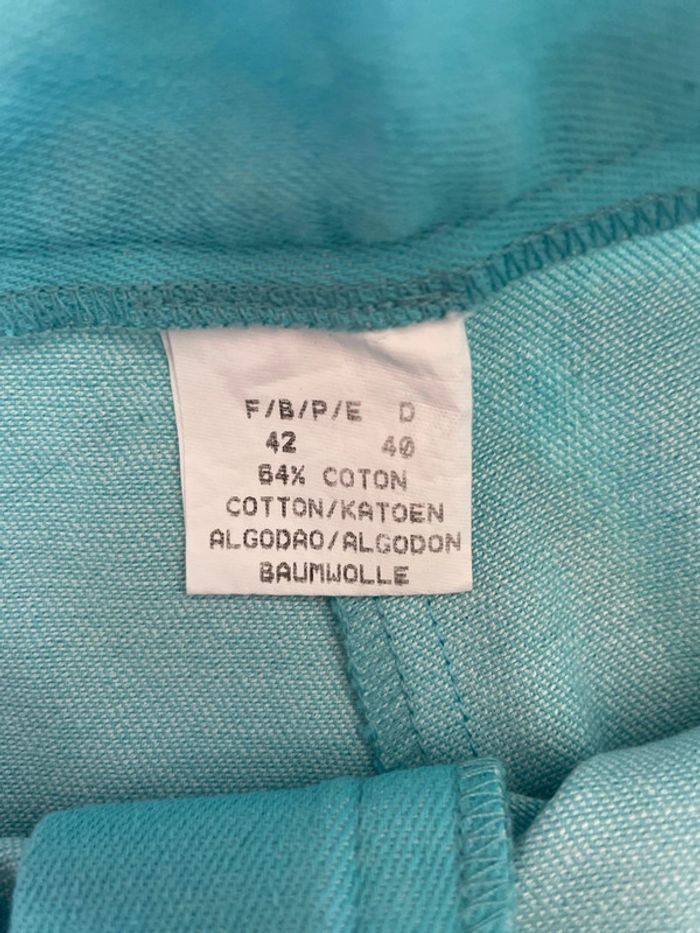 F/B/P/E D
42 40
64% COTON
COTTON/KATOEN
ALGODAO/ALGODON
BAUMWOLLE